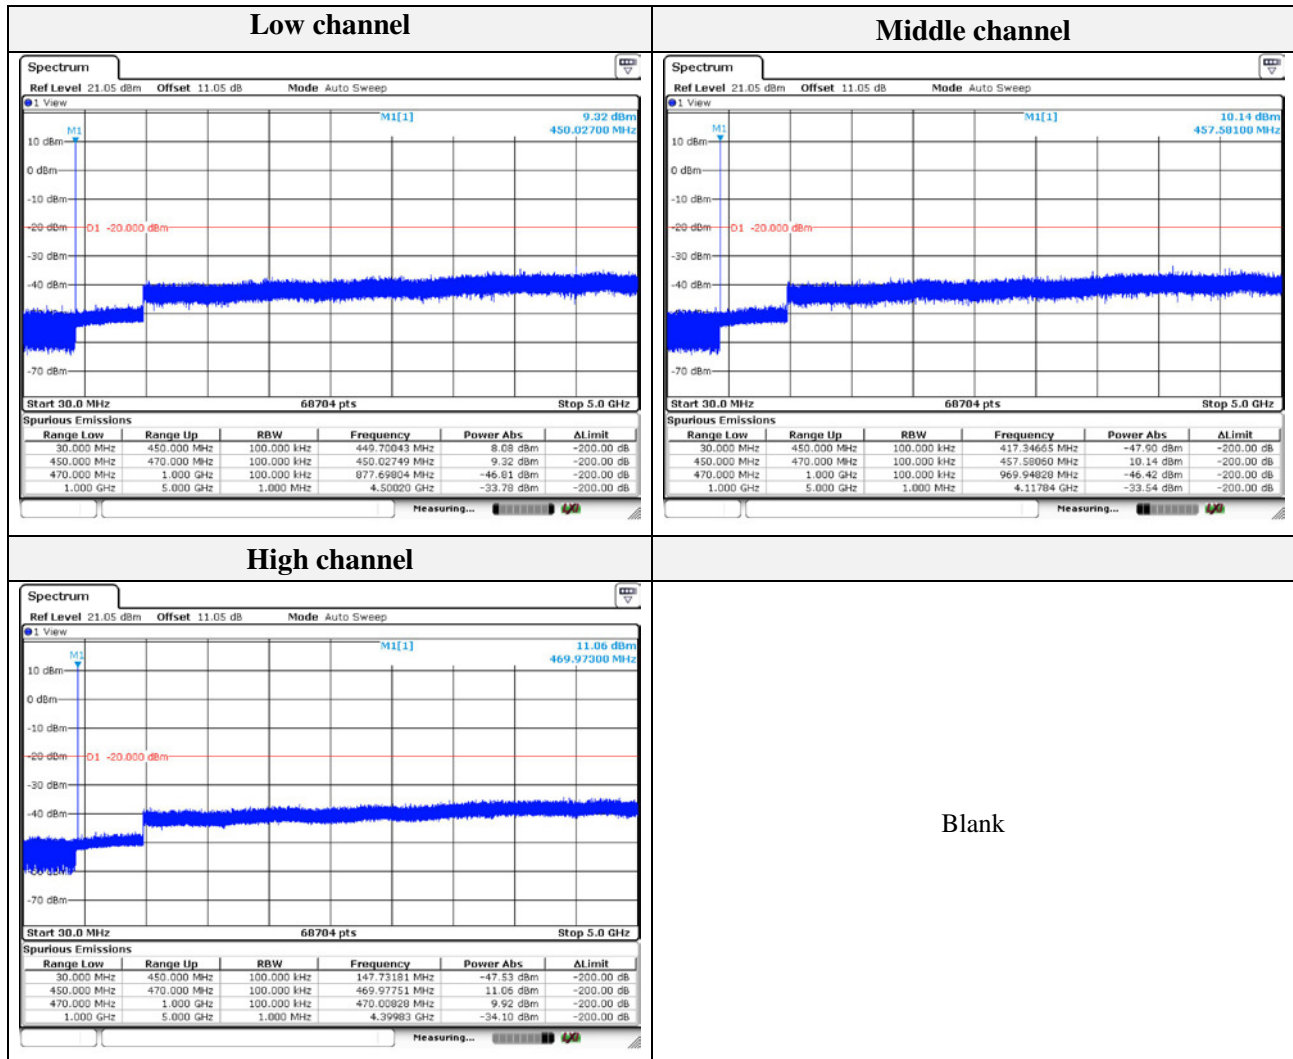 Low channel
Middle channel
Spectrum
Ref Level 21.05 dBm Offset 11.05 dB Mode Auto Sweep
1 View
M1[1] 9.32 dBm
450.02700 MHz
M1
10 dBm
0 dBm
-10 dBm
-20 dBm D1 -20.000 dBm
-30 dBm
-40 dBm
-70 dBm
Start 30.0 MHz 68704 pts Stop 5.0 GHz
Spurious Emissions
Range Low Range Up RBW Frequency Power Abs ΔLimit
30.000 MHz 450.000 MHz 100.000 kHz 449.70043 MHz 8.08 dBm -200.00 dB
450.000 MHz 470.000 MHz 100.000 kHz 450.02749 MHz 9.32 dBm -200.00 dB
470.000 MHz 1.000 GHz 100.000 kHz 877.69804 MHz -46.81 dBm -200.00 dB
1.000 GHz 5.000 GHz 1.000 MHz 4.50020 GHz -33.78 dBm -200.00 dB
Measuring...
Spectrum
Ref Level 21.05 dBm Offset 11.05 dB Mode Auto Sweep
1 View
M1[1] 10.14 dBm
457.58100 MHz
M1
10 dBm
0 dBm
-10 dBm
-20 dBm D1 -20.000 dBm
-30 dBm
-40 dBm
-70 dBm
Start 30.0 MHz 68704 pts Stop 5.0 GHz
Spurious Emissions
Range Low Range Up RBW Frequency Power Abs ΔLimit
30.000 MHz 450.000 MHz 100.000 kHz 417.34665 MHz -47.90 dBm -200.00 dB
450.000 MHz 470.000 MHz 100.000 kHz 457.58060 MHz 10.14 dBm -200.00 dB
470.000 MHz 1.000 GHz 100.000 kHz 969.94828 MHz -46.42 dBm -200.00 dB
1.000 GHz 5.000 GHz 1.000 MHz 4.11784 GHz -33.54 dBm -200.00 dB
Measuring...
High channel
Spectrum
Ref Level 21.05 dBm Offset 11.05 dB Mode Auto Sweep
1 View
M1[1] 11.06 dBm
469.97300 MHz
M1
10 dBm
0 dBm
-10 dBm
-20 dBm D1 -20.000 dBm
-30 dBm
-40 dBm
-70 dBm
Start 30.0 MHz 68704 pts Stop 5.0 GHz
Spurious Emissions
Range Low Range Up RBW Frequency Power Abs ΔLimit
30.000 MHz 450.000 MHz 100.000 kHz 147.73181 MHz -47.53 dBm -200.00 dB
450.000 MHz 470.000 MHz 100.000 kHz 469.97751 MHz 11.06 dBm -200.00 dB
470.000 MHz 1.000 GHz 100.000 kHz 470.00828 MHz 9.92 dBm -200.00 dB
1.000 GHz 5.000 GHz 1.000 MHz 4.39983 GHz -34.10 dBm -200.00 dB
Measuring...
Blank